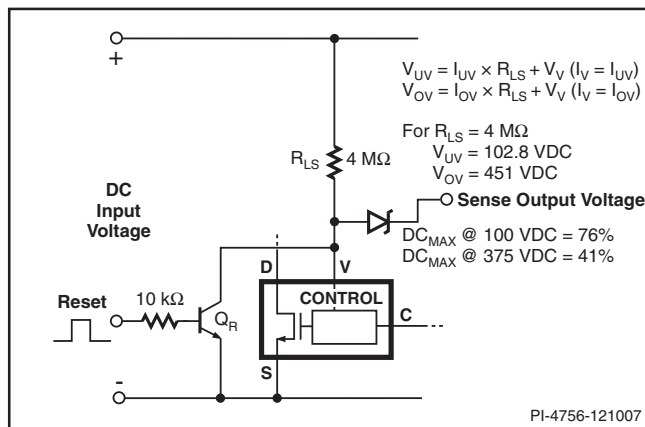 +
V_UV = I_UV × R_LS + V_V (I_V = I_UV)
V_OV = I_OV × R_LS + V_V (I_V = I_OV)
For R_LS = 4 MΩ
V_UV = 102.8 VDC
V_OV = 451 VDC
R_LS 4 MΩ
DC
Input
Voltage
Sense Output Voltage
DC_MAX @ 100 VDC = 76%
DC_MAX @ 375 VDC = 41%
D V
CONTROL
C
Reset
10 kΩ
Q_R
S
-
PI-4756-121007